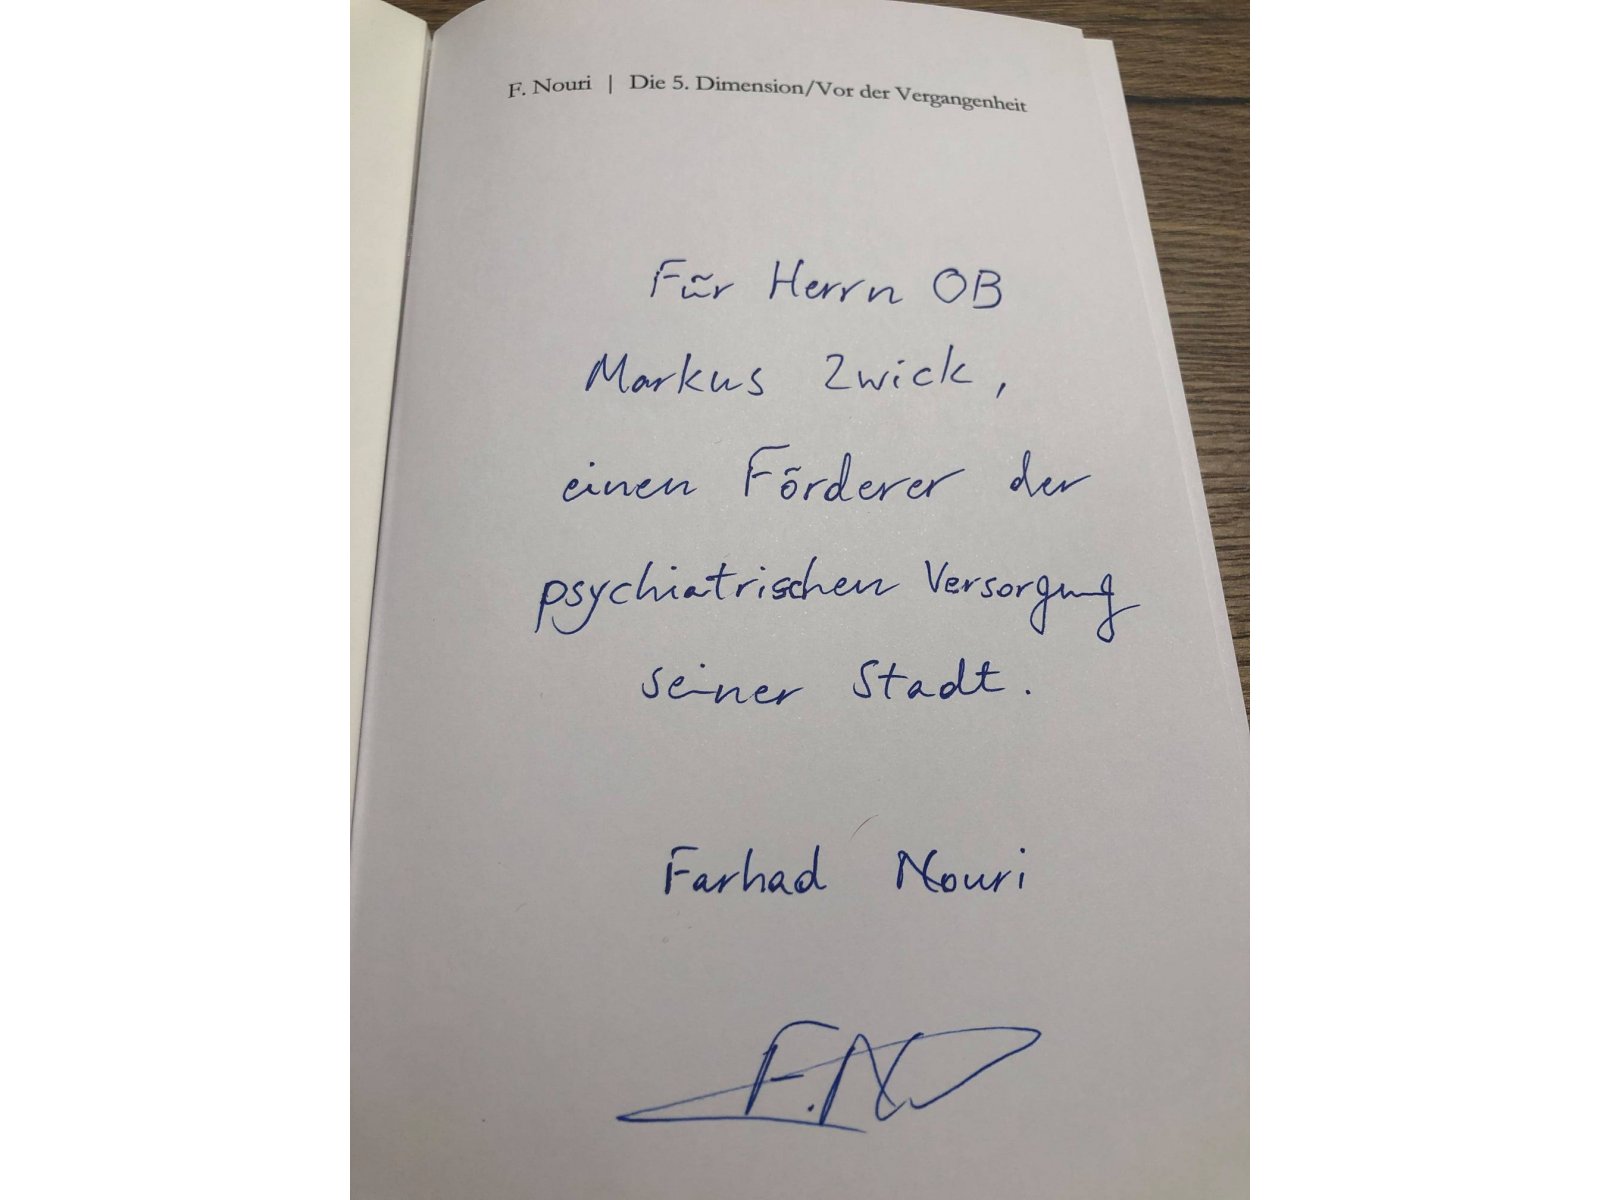 F. Nouri | Die 5. Dimension/Vor der Vergangenheit
Für Herrn OB
Markus Zwick,
einen Förderer der
psychiatrischen Versorgung
seiner Stadt.
Farhad Nouri
F.N